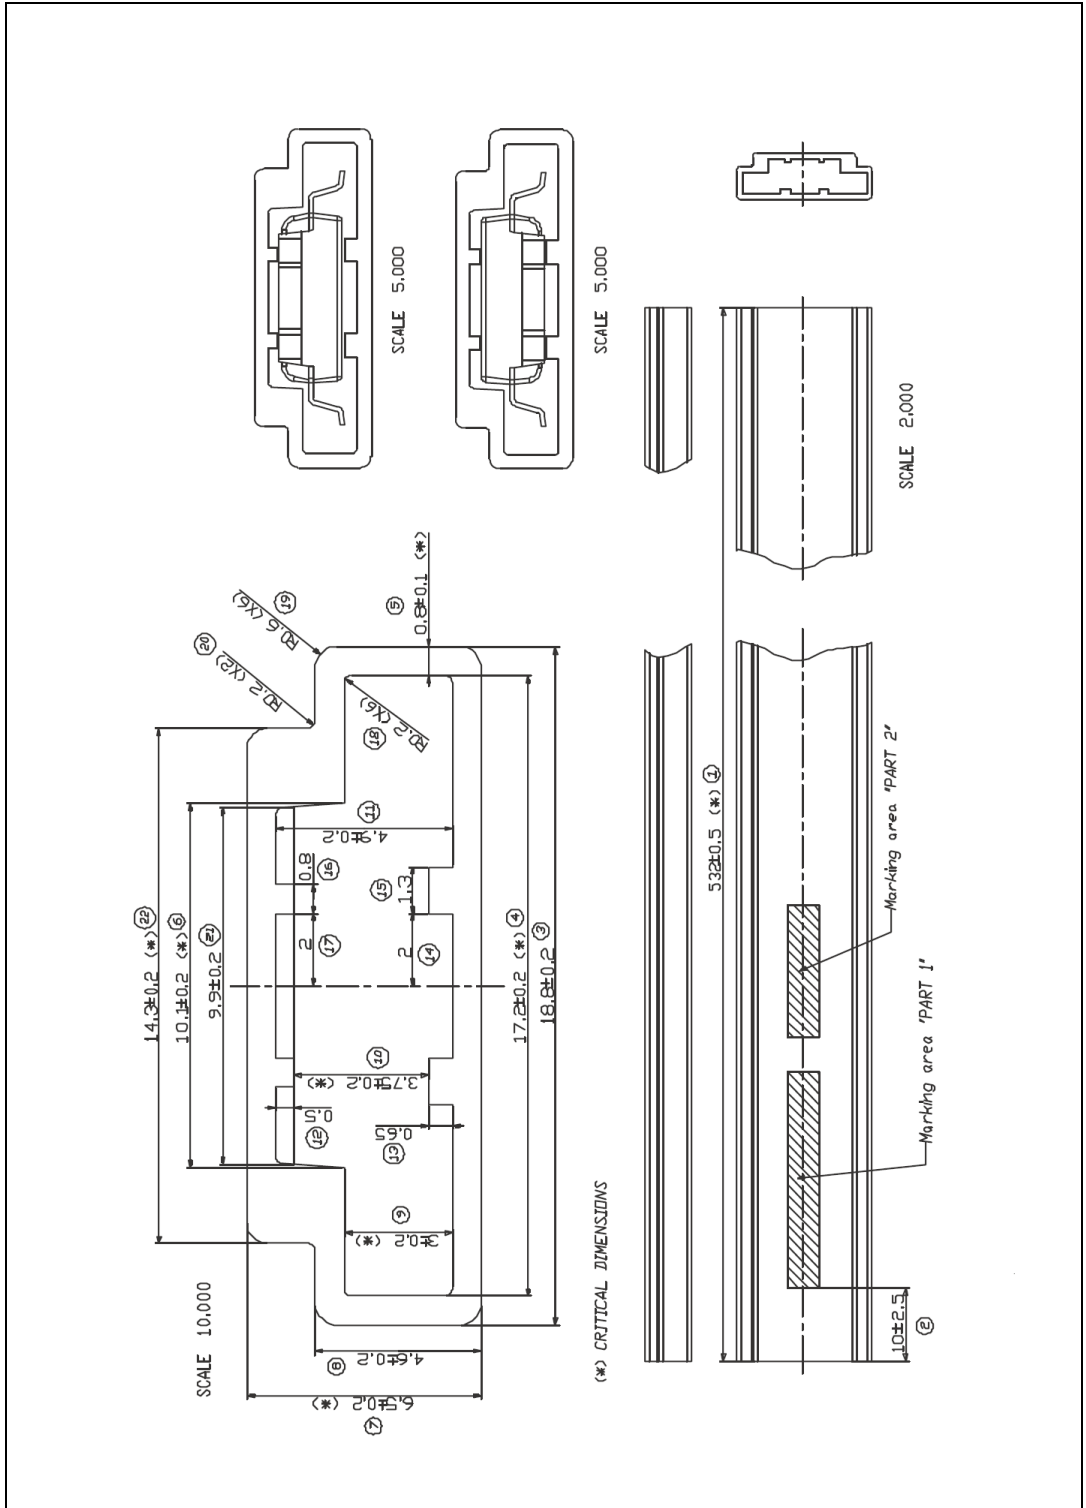 SCALE 5,000
SCALE 5,000
SCALE 10,000
14.3±0.2 (*) 22
10.1±0.2 (*) 6
9.9±0.2 21
R0.2 (X2) 20
R0.6 (X6) 19
R0.2 (X6) 18
0.8±0.1 (*) 5
4.9±0.2 11
0.8 16
1.3 15
2 17
2 14
3.75±0.2 (*) 10
0.5 12
0.65 13
3±0.2 (*) 9
17.2±0.2 (*) 4
18.8±0.2 3
4.6±0.2 8
6.5±0.2 (*) 7
(*) CRITICAL DIMENSIONS
532±0.5 (*) 1
SCALE 2,000
Marking area 'PART 2'
Marking area 'PART 1'
10±2.5 2